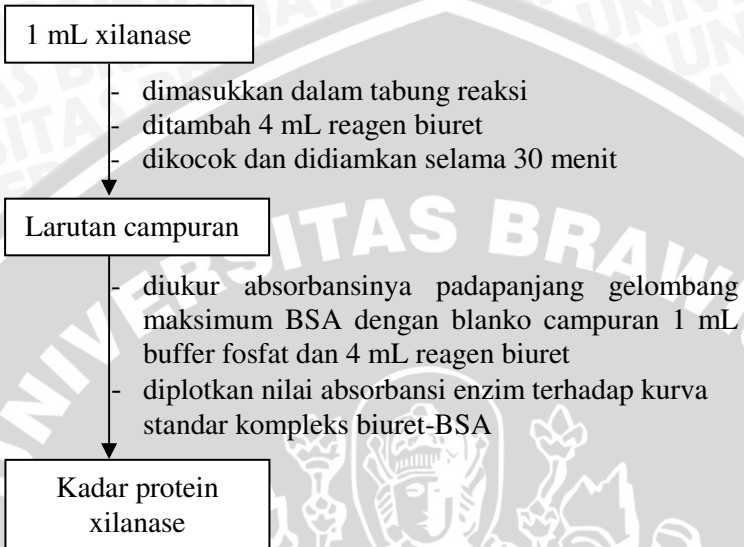 1 mL xilanase
- dimasukkan dalam tabung reaksi
- ditambah 4 mL reagen biuret
- dikocok dan didiamkan selama 30 menit
Larutan campuran
- diukur absorbansinya padapanjang gelombang
maksimum BSA dengan blanko campuran 1 mL
buffer fosfat dan 4 mL reagen biuret
- diplotkan nilai absorbansi enzim terhadap kurva
standar kompleks biuret-BSA
Kadar protein
xilanase